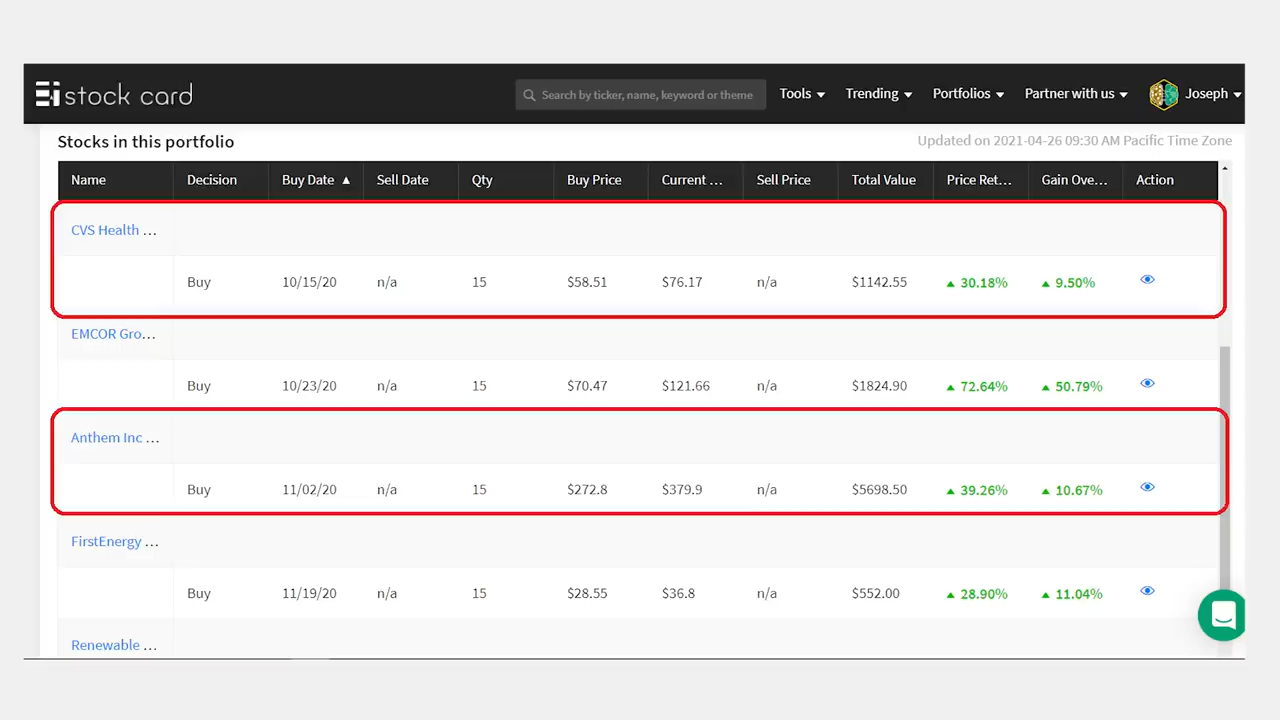 stock card
Search by ticker, name, keyword or theme
Tools
Trending
Portfolios
Partner with us
Joseph
Stocks in this portfolio
Updated on 2021-04-26 09:30 AM Pacific Time Zone
Name Decision Buy Date ▲ Sell Date Qty Buy Price Current ... Sell Price Total Value Price Ret... Gain Ove... Action
CVS Health ...
Buy 10/15/20 n/a 15 $58.51 $76.17 n/a $1142.55 ▲ 30.18% ▲ 9.50%
EMCOR Gro...
Buy 10/23/20 n/a 15 $70.47 $121.66 n/a $1824.90 ▲ 72.64% ▲ 50.79%
Anthem Inc ...
Buy 11/02/20 n/a 15 $272.8 $379.9 n/a $5698.50 ▲ 39.26% ▲ 10.67%
FirstEnergy ...
Buy 11/19/20 n/a 15 $28.55 $36.8 n/a $552.00 ▲ 28.90% ▲ 11.04%
Renewable ...